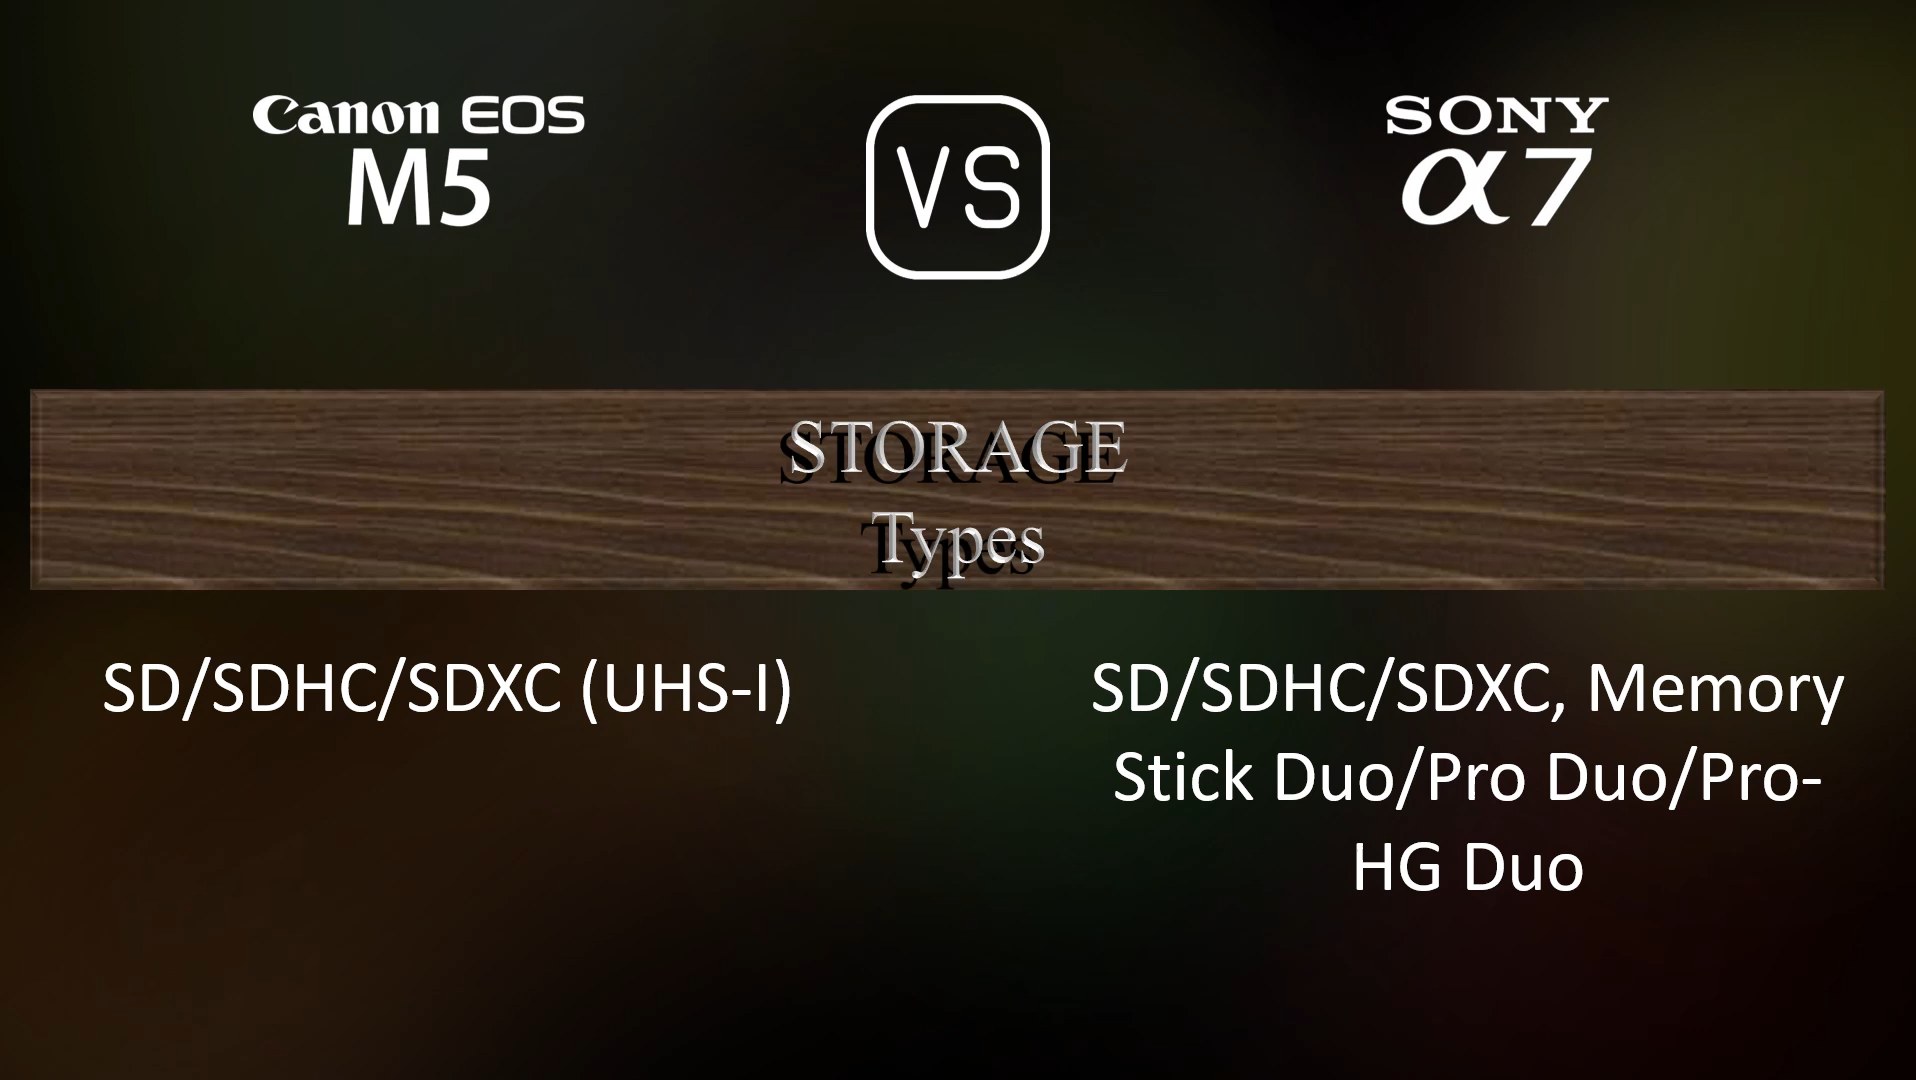 Canon EOS
M5
VS
SONY
α7
STORAGE
Types
SD/SDHC/SDXC (UHS-I)
SD/SDHC/SDXC, Memory
Stick Duo/Pro Duo/Pro-
HG Duo